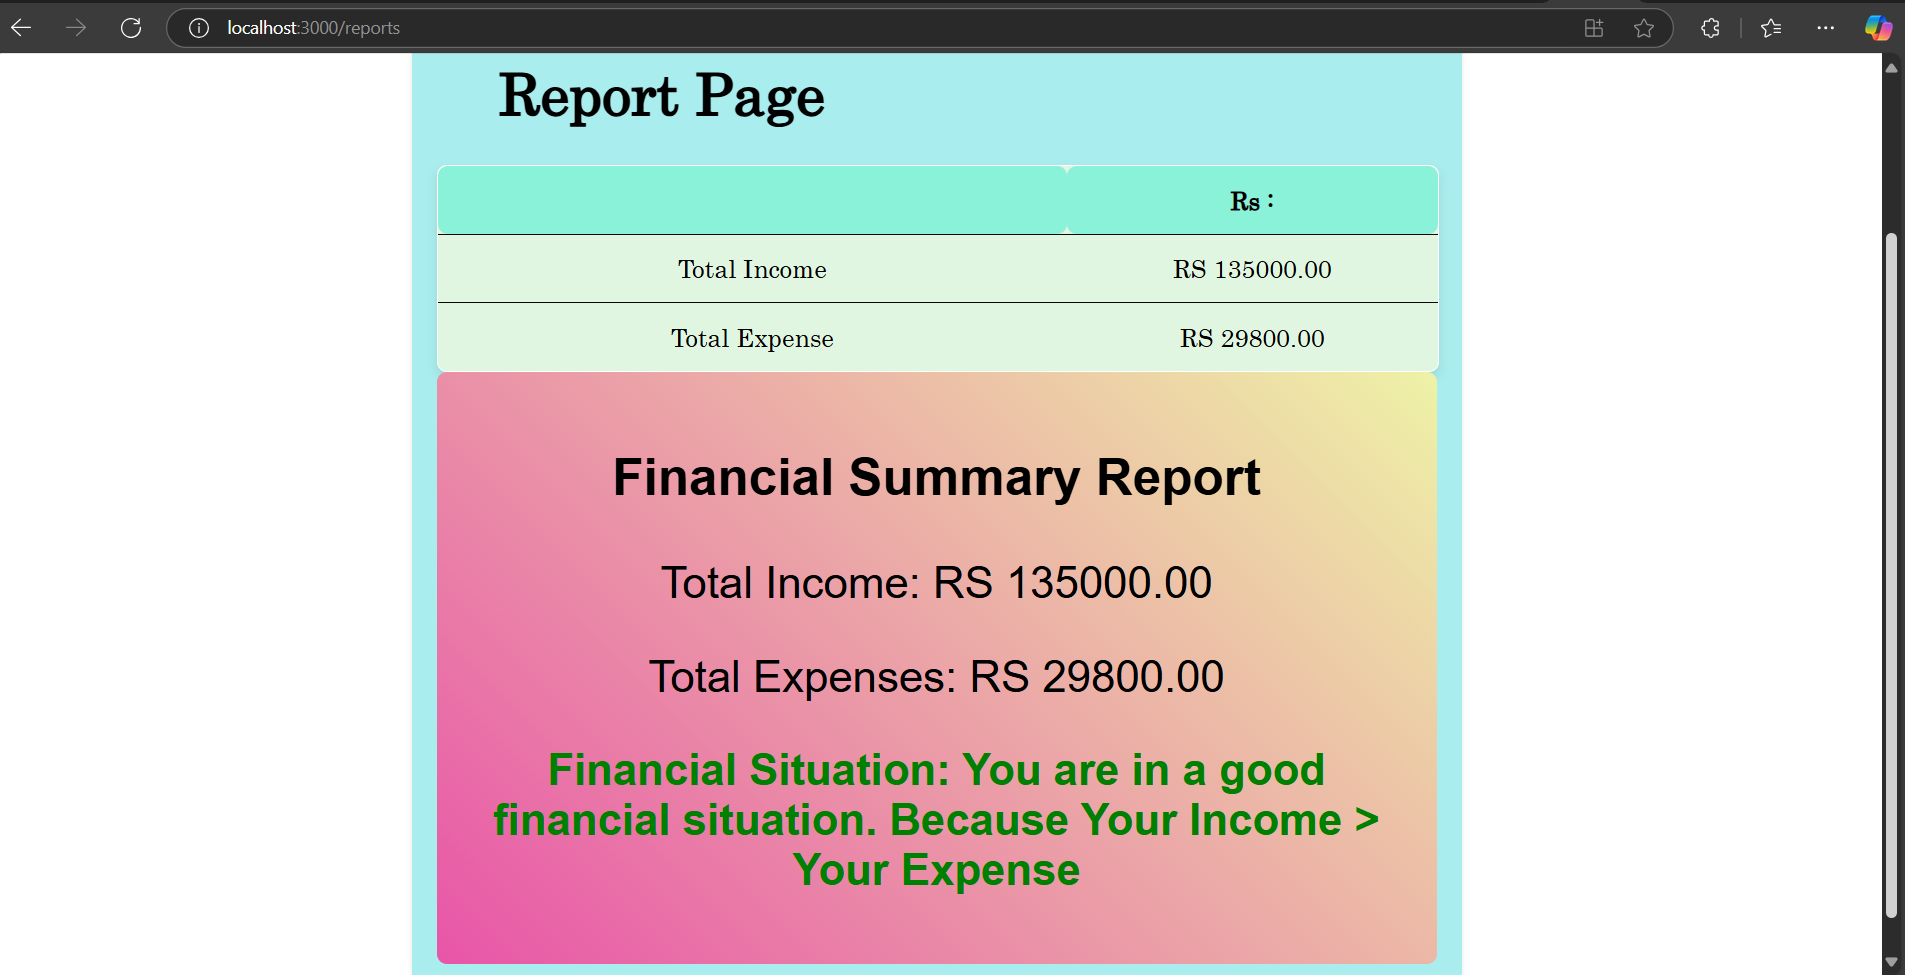 localhost:3000/reports
Report Page
Rs :
Total Income RS 135000.00
Total Expense RS 29800.00
Financial Summary Report
Total Income: RS 135000.00
Total Expenses: RS 29800.00
Financial Situation: You are in a good
financial situation. Because Your Income >
Your Expense